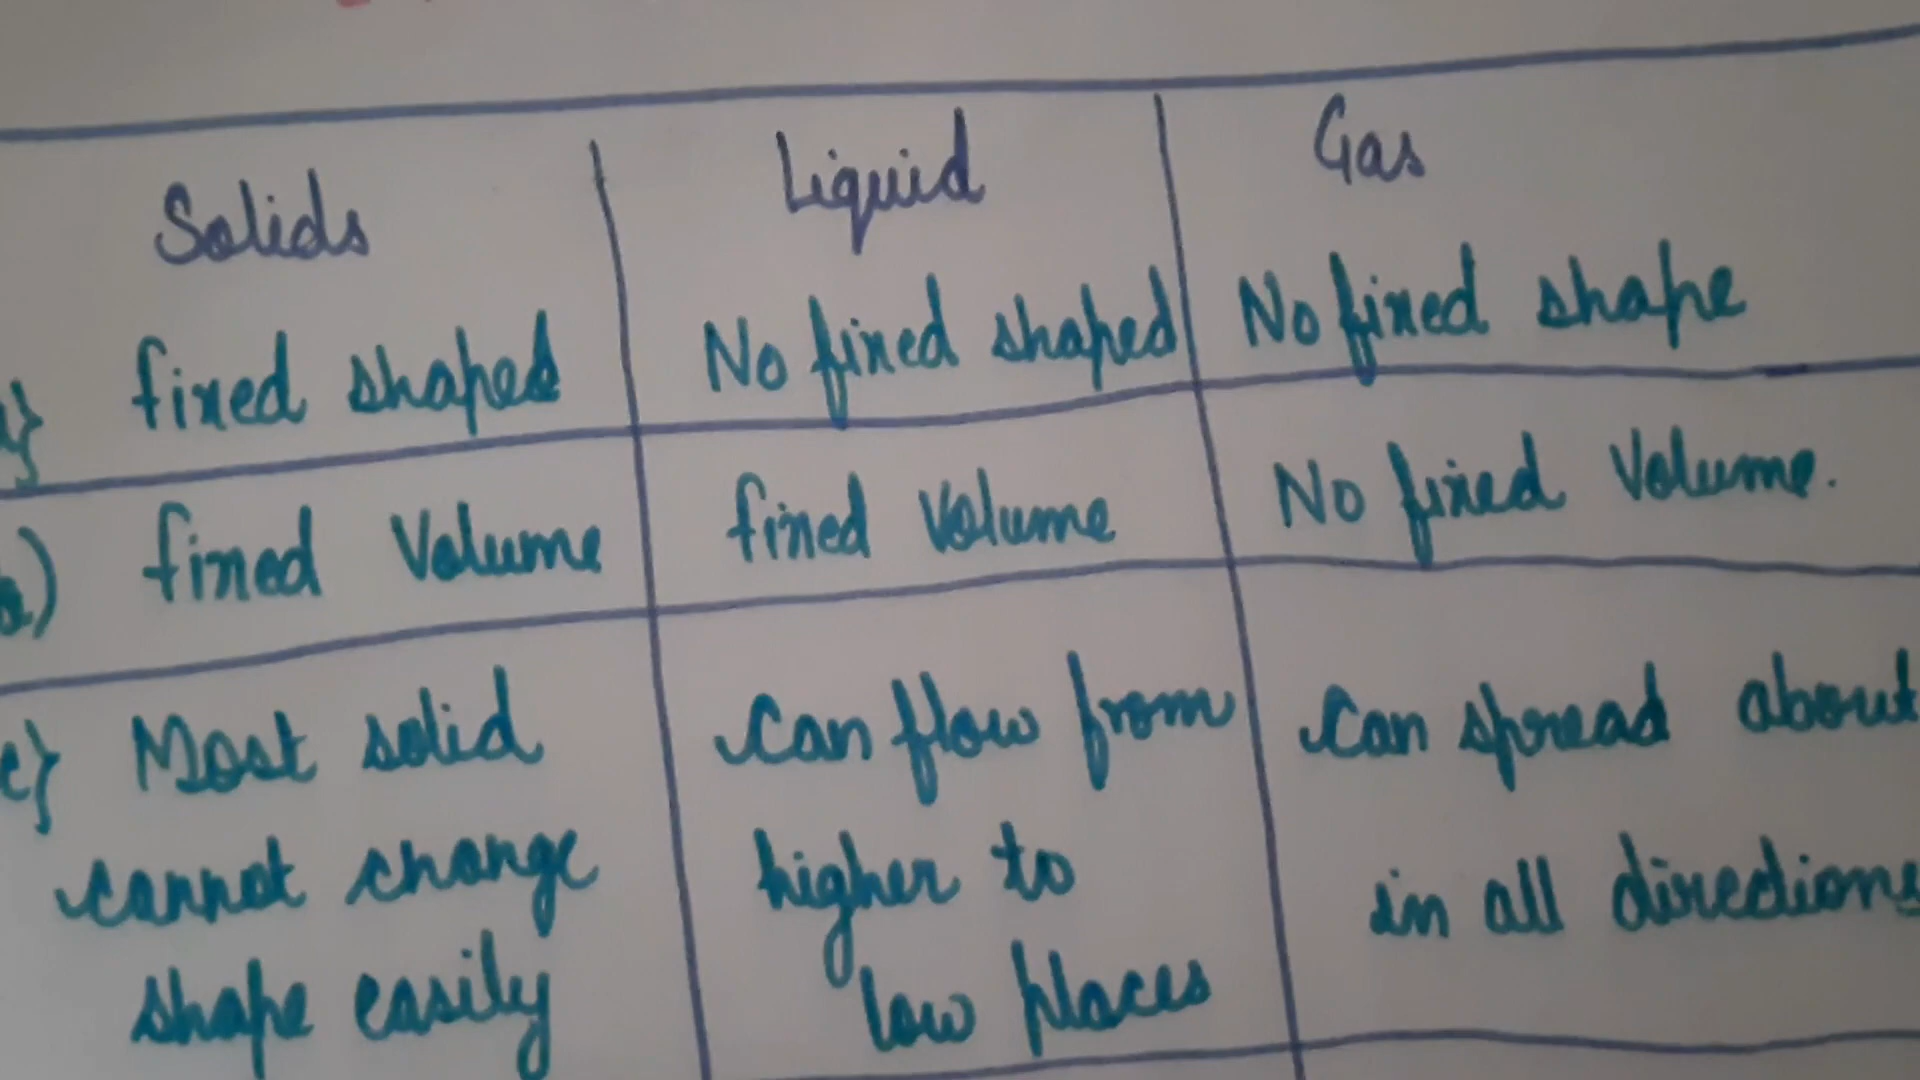 Solids Liquid Gas
fixed shaped No fixed shaped No fixed shape
fixed Volume fixed Volume No fixed Volume.
c} Most solid
cannot change
shape easily
can flow from
higher to
low places
can spread about
in all directions